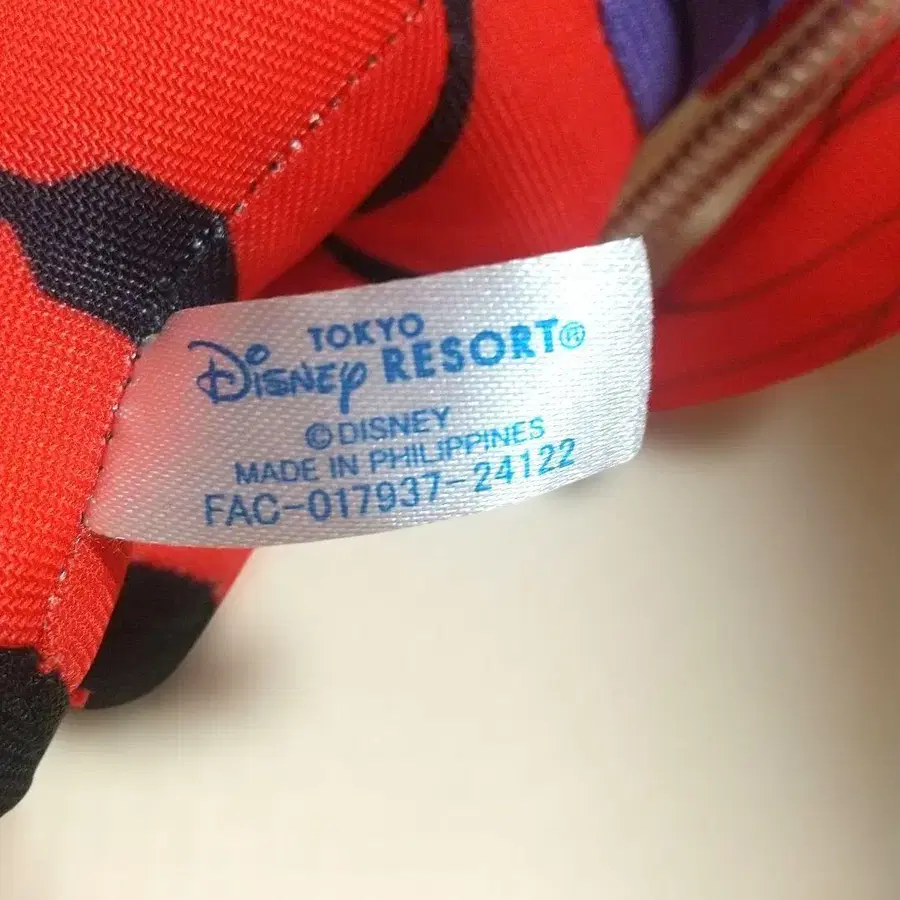 TOKYO
Disney RESORT®
©DISNEY
MADE IN PHILIPPINES
FAC-017937-24122